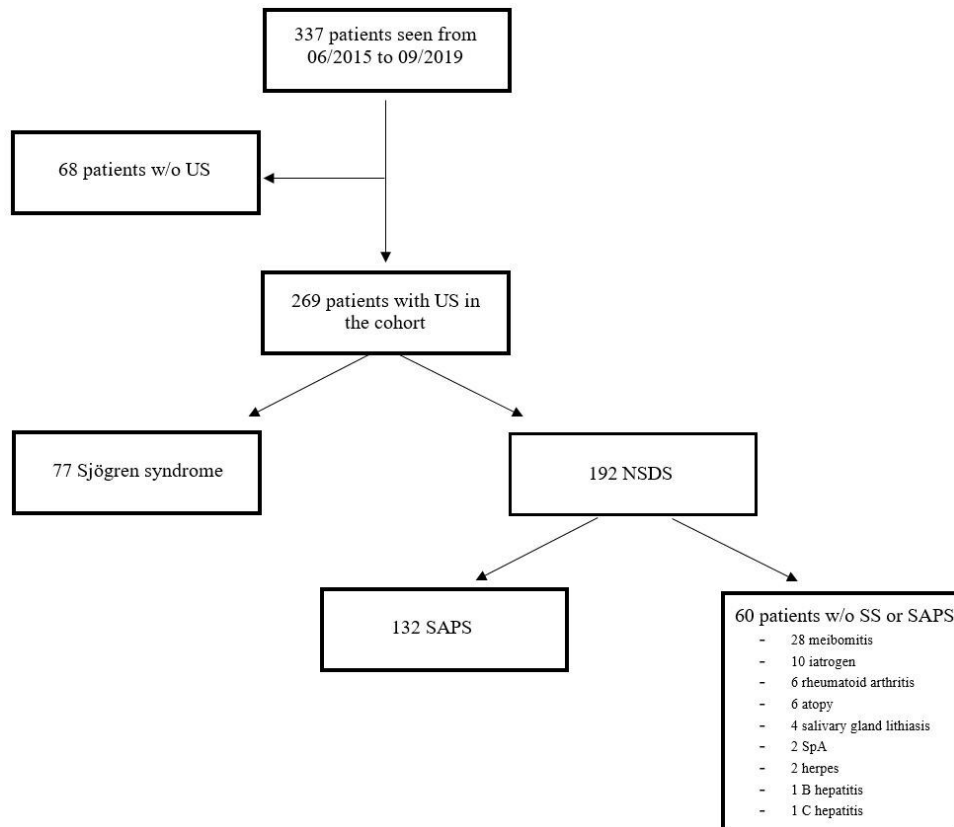 337 patients seen from
06/2015 to 09/2019
68 patients w/o US
269 patients with US in
the cohort
77 Sjögren syndrome
192 NSDS
132 SAPS
60 patients w/o SS or SAPS
- 28 meibomitis
- 10 iatrogen
- 6 rheumatoid arthritis
- 6 atopy
- 4 salivary gland lithiasis
- 2 SpA
- 2 herpes
- 1 B hepatitis
- 1 C hepatitis